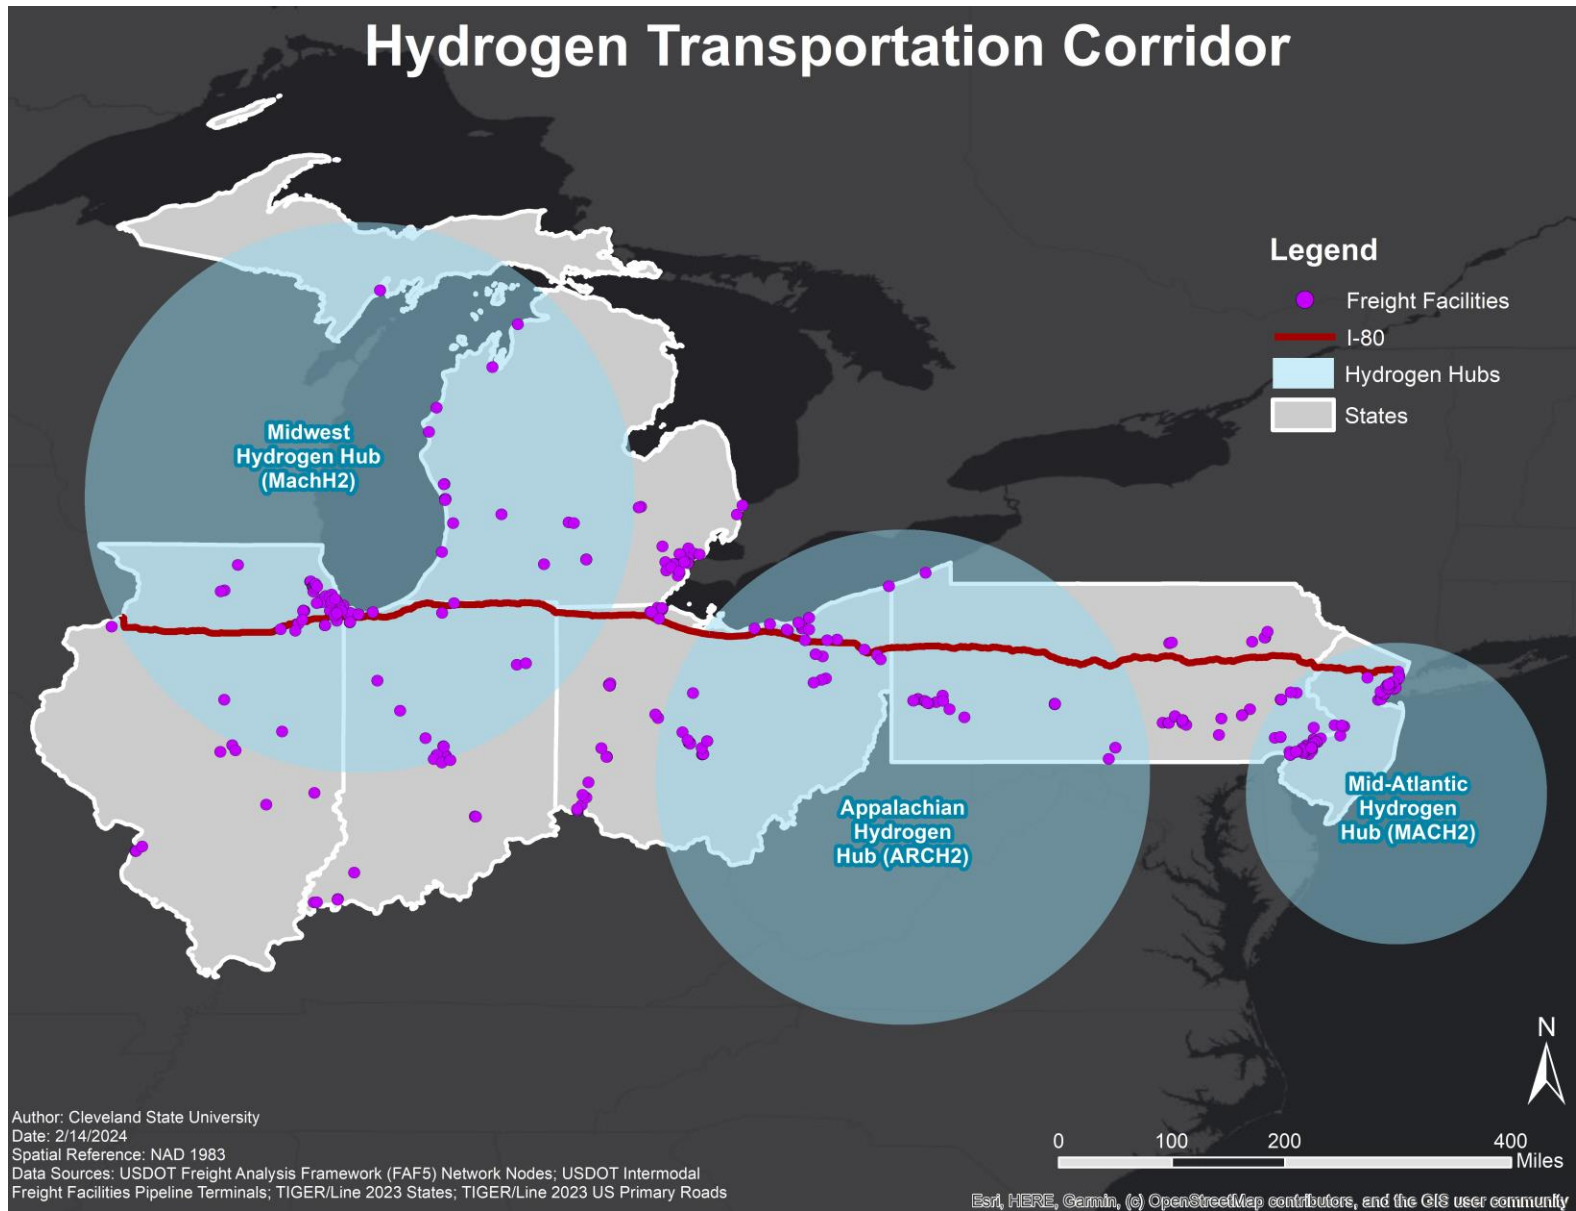 Hydrogen Transportation Corridor
Legend
Freight Facilities
I-80
Hydrogen Hubs
States
Midwest
Hydrogen Hub
(MachH2)
Appalachian
Hydrogen
Hub (ARCH2)
Mid-Atlantic
Hydrogen
Hub (MACH2)
N
0 100 200 400
Miles
Author: Cleveland State University
Date: 2/14/2024
Spatial Reference: NAD 1983
Data Sources: USDOT Freight Analysis Framework (FAF5) Network Nodes; USDOT Intermodal
Freight Facilities Pipeline Terminals; TIGER/Line 2023 States; TIGER/Line 2023 US Primary Roads
Esri, HERE, Garmin, (c) OpenStreetMap contributors, and the GIS user community